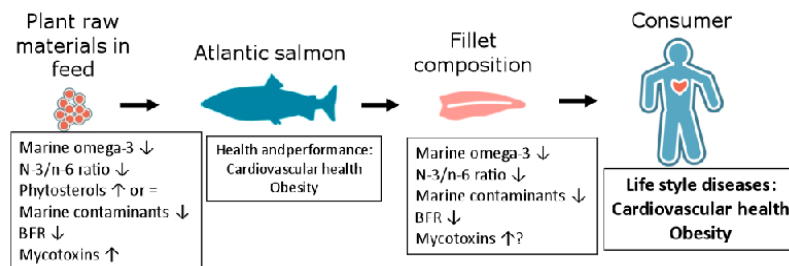 Plant raw
materials in
feed
Marine omega-3 ↓
N-3/n-6 ratio ↓
Phytosterols ↑ or =
Marine contaminants ↓
BFR ↓
Mycotoxins ↑
Atlantic salmon
Health and performance:
Cardiovascular health
Obesity
Fillet
composition
Marine omega-3 ↓
N-3/n-6 ratio ↓
Marine contaminants ↓
BFR ↓
Mycotoxins ↑?
Consumer
Life style diseases:
Cardiovascular health
Obesity